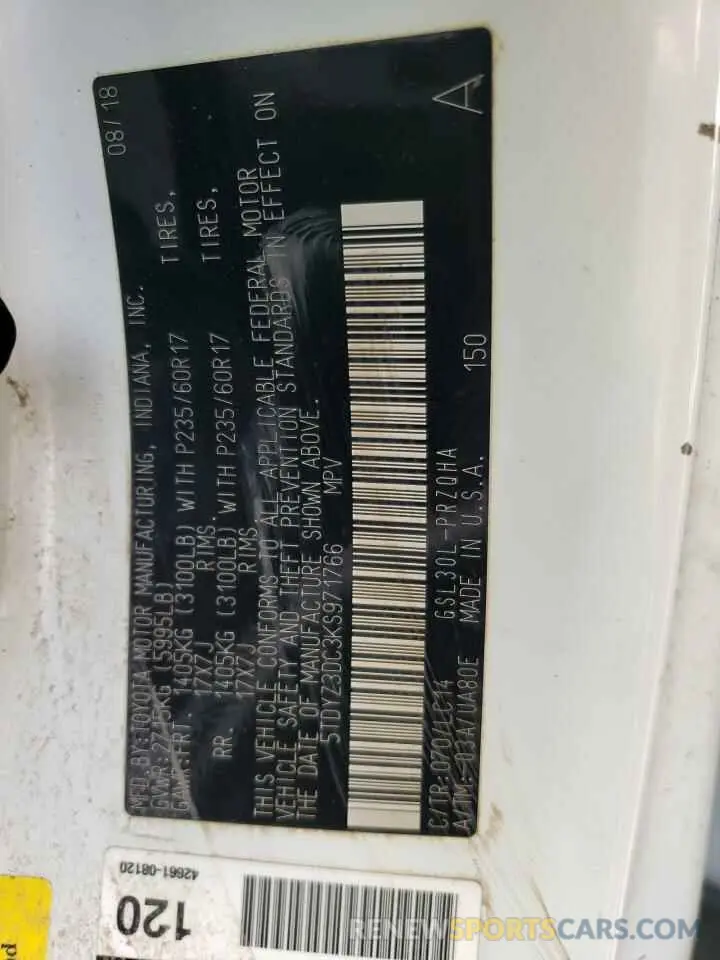 MFD.BY:TOYOTA MOTOR MANUFACTURING, INDIANA, INC. 08/18
(5995LB)
GAWR:FRT. 1405KG (3100LB) WITH P235/60R17 TIRES,
17X7J RIMS.
RR. 1405KG (3100LB) WITH P235/60R17 TIRES,
17X7J RIMS.
THIS VEHICLE CONFORMS TO ALL APPLICABLE FEDERAL MOTOR
VEHICLE SAFETY AND THEFT PREVENTION STANDARDS IN EFFECT ON
THE DATE OF MANUFACTURE SHOWN ABOVE.
5TDYZ3DC3KS971766 MPV
C/TR:070/LC14 GSL30L-PRZQHA 150
A/TM:-03A/UA80E MADE IN U.S.A.
A
42661-08120
120
RENEWSPORTSCARS.COM